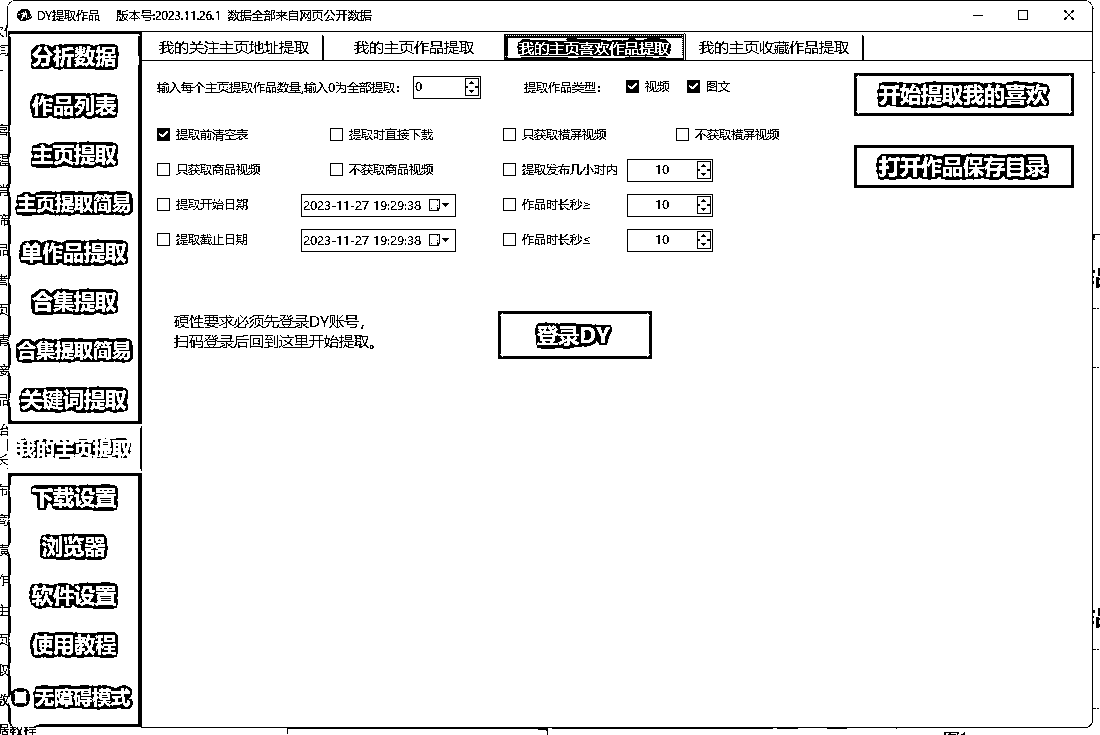 DY提取作品 版本号:2023.11.26.1 数据全部来自网页公开数据
分析数据
作品列表
主页提取
主页提取简易
单作品提取
合集提取
合集提取简易
关键词提取
我的主页提取
下载设置
浏览器
软件设置
使用教程
无障碍模式
我的关注主页地址提取 我的主页作品提取 我的主页喜欢作品提取 我的主页收藏作品提取
输入每个主页提取作品数量,输入0为全部提取: 0 提取作品类型: 视频 图文
提取前清空表 提取时直接下载 只获取横屏视频 不获取横屏视频
只获取商品视频 不获取商品视频 提取发布几小时内 10
提取开始日期 2023-11-27 19:29:38 作品时长秒≥ 10
提取截止日期 2023-11-27 19:29:38 作品时长秒≤ 10
开始提取我的喜欢
打开作品保存目录
硬性要求必须先登录DY账号,
扫码登录后回到这里开始提取。
登录DY